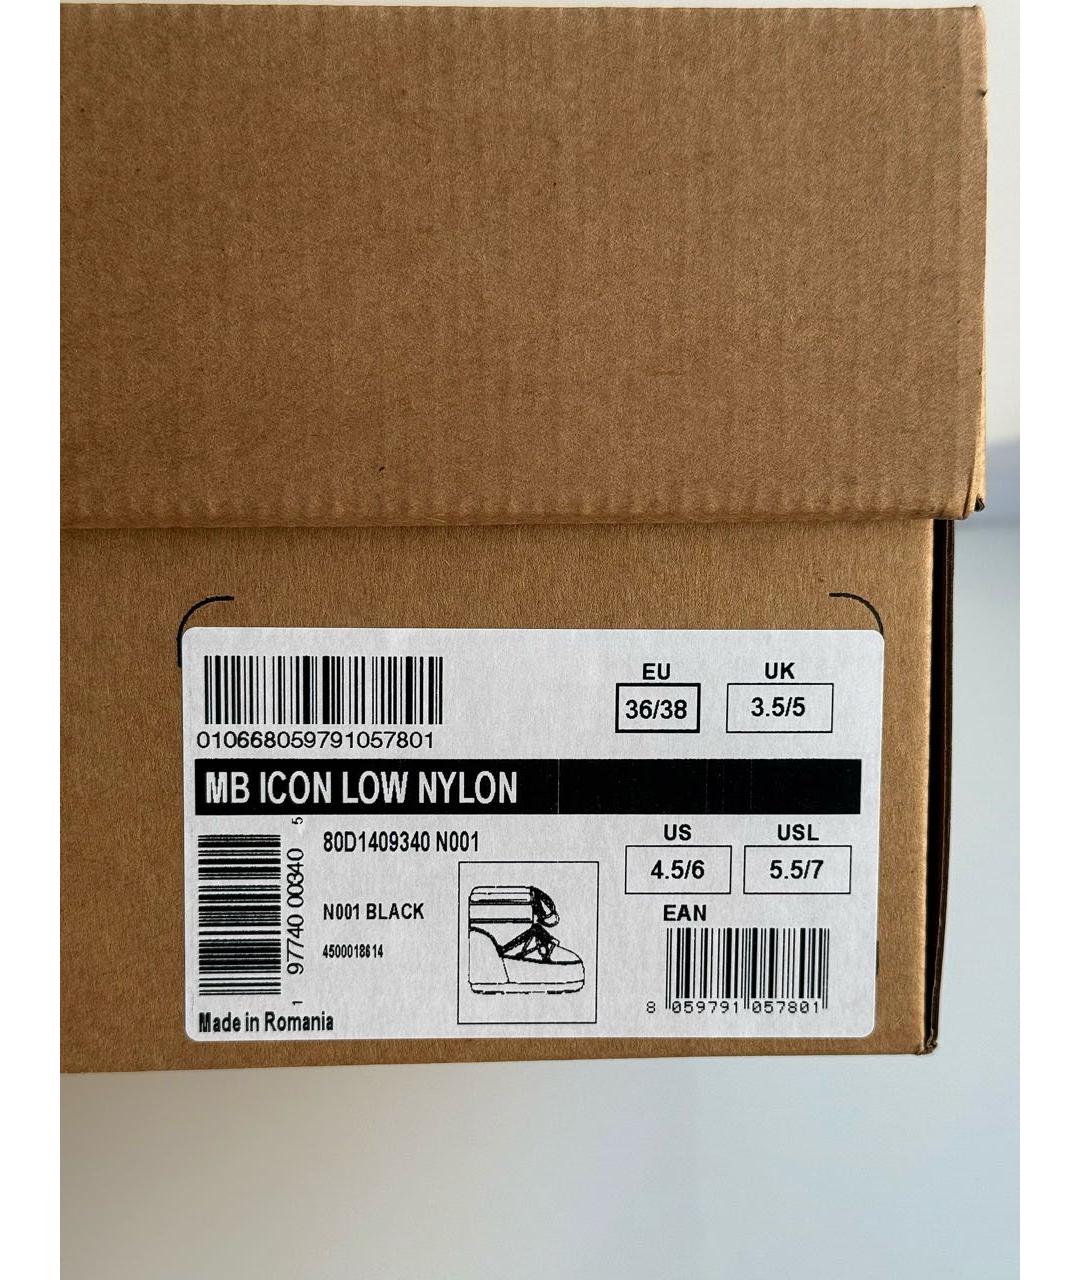 EU UK
36/38 3.5/5
010668059791057801
MB ICON LOW NYLON
80D1409340 N001
US USL
4.5/6 5.5/7
N001 BLACK
4500018614
1 97740 00340 5
EAN
8 059791 057801
Made in Romania